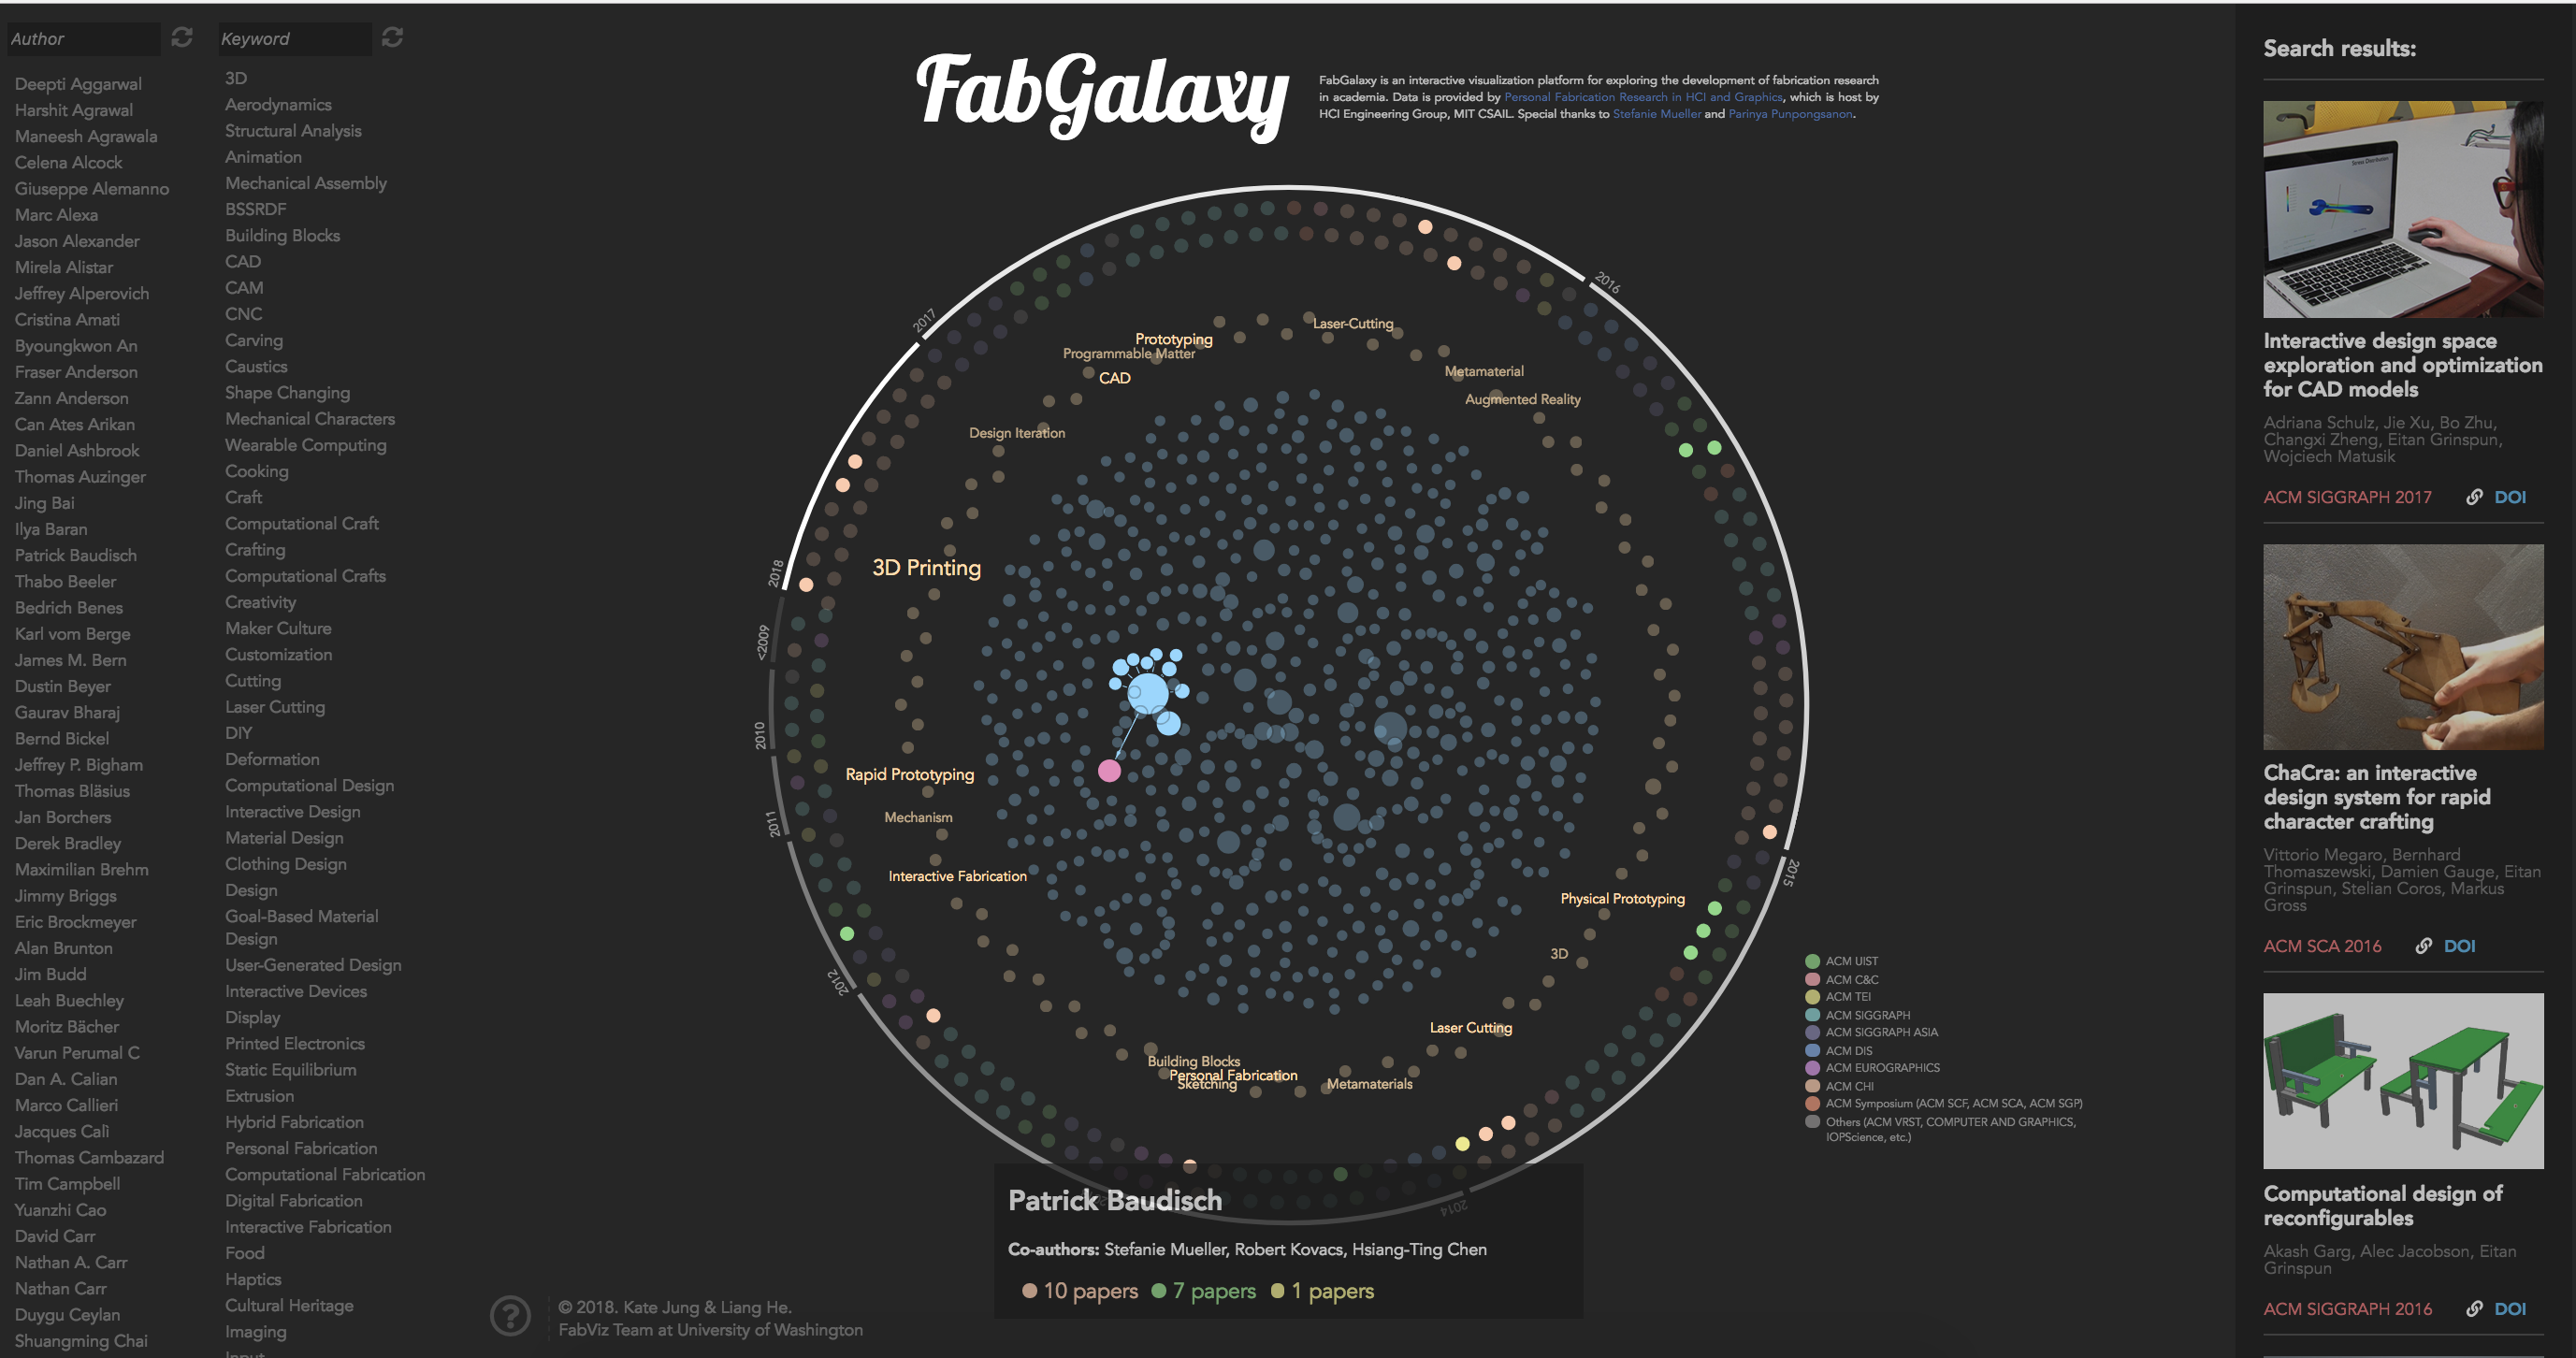 Author
Deepti Aggarwal
Harshit Agrawal
Maneesh Agrawala
Celena Alcock
Giuseppe Alemanno
Marc Alexa
Jason Alexander
Mirela Alistar
Jeffrey Alperovich
Cristina Amati
Byoungkwon An
Fraser Anderson
Zann Anderson
Can Ates Arikan
Daniel Ashbrook
Thomas Auzinger
Jing Bai
Ilya Baran
Patrick Baudisch
Thabo Beeler
Bedrich Benes
Karl vom Berge
James M. Bern
Dustin Beyer
Gaurav Bharaj
Bernd Bickel
Jeffrey P. Bigham
Thomas Bläsius
Jan Borchers
Derek Bradley
Maximilian Brehm
Jimmy Briggs
Eric Brockmeyer
Alan Brunton
Jim Budd
Leah Buechley
Moritz Bächer
Varun Perumal C
Dan A. Calian
Marco Callieri
Jacques Calì
Thomas Cambazard
Tim Campbell
Yuanzhi Cao
David Carr
Nathan A. Carr
Nathan Carr
Duygu Ceylan
Shuangming Chai
Keyword
3D
Aerodynamics
Structural Analysis
Animation
Mechanical Assembly
BSSRDF
Building Blocks
CAD
CAM
CNC
Carving
Caustics
Shape Changing
Mechanical Characters
Wearable Computing
Cooking
Craft
Computational Craft
Crafting
Computational Crafts
Creativity
Maker Culture
Customization
Cutting
Laser Cutting
DIY
Deformation
Computational Design
Interactive Design
Material Design
Clothing Design
Design
Goal-Based Material
Design
User-Generated Design
Interactive Devices
Display
Printed Electronics
Static Equilibrium
Extrusion
Hybrid Fabrication
Personal Fabrication
Computational Fabrication
Digital Fabrication
Interactive Fabrication
Food
Haptics
Cultural Heritage
Imaging
FabGalaxy
FabGalaxy is an interactive visualization platform for exploring the development of fabrication research
in academia. Data is provided by Personal Fabrication Research in HCI and Graphics, which is host by
HCI Engineering Group, MIT CSAIL. Special thanks to Stefanie Mueller and Parinya Punpongsanon.
2016
2017
Laser-Cutting
Prototyping
Programmable Matter
CAD
Metamaterial
Augmented Reality
Design Iteration
3D Printing
2018
<2009
2010
Rapid Prototyping
Mechanism
2011
Interactive Fabrication
2015
Physical Prototyping
3D
2012
Laser Cutting
Building Blocks
Personal Fabrication
Sketching
Metamaterials
2014
ACM UIST
ACM C&C
ACM TEI
ACM SIGGRAPH
ACM SIGGRAPH ASIA
ACM DIS
ACM EUROGRAPHICS
ACM CHI
ACM Symposium (ACM SCF, ACM SCA, ACM SGP)
Others (ACM VRST, COMPUTER AND GRAPHICS,
IOPScience, etc.)
Patrick Baudisch
Co-authors: Stefanie Mueller, Robert Kovacs, Hsiang-Ting Chen
10 papers 7 papers 1 papers
?
© 2018. Kate Jung & Liang He.
FabViz Team at University of Washington
Search results:
Interactive design space
exploration and optimization
for CAD models
Adriana Schulz, Jie Xu, Bo Zhu,
Changxi Zheng, Eitan Grinspun,
Wojciech Matusik
ACM SIGGRAPH 2017 DOI
ChaCra: an interactive
design system for rapid
character crafting
Vittorio Megaro, Bernhard
Thomaszewski, Damien Gauge, Eitan
Grinspun, Stelian Coros, Markus
Gross
ACM SCA 2016 DOI
Computational design of
reconfigurables
Akash Garg, Alec Jacobson, Eitan
Grinspun
ACM SIGGRAPH 2016 DOI